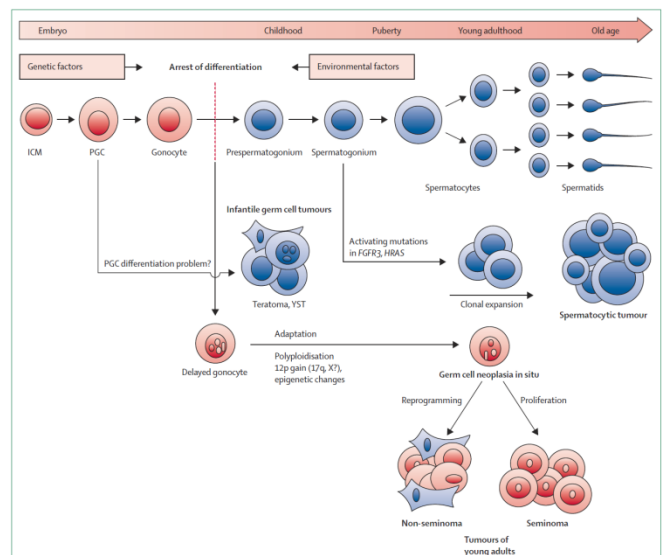 Embryo Childhood Puberty Young adulthood Old age
Genetic factors
Arrest of differentiation
Environmental factors
ICM
PGC
Gonocyte
Prespermatogonium
Spermatogonium
Spermatocytes
Spermatids
Infantile germ cell tumours
PGC differentiation problem?
Teratoma, YST
Activating mutations
in FGFR3, HRAS
Clonal expansion
Spermatocytic tumour
Delayed gonocyte
Adaptation
Polyploidisation
12p gain (17q, X?),
epigenetic changes
Germ cell neoplasia in situ
Reprogramming
Proliferation
Non-seminoma
Seminoma
Tumours of
young adults